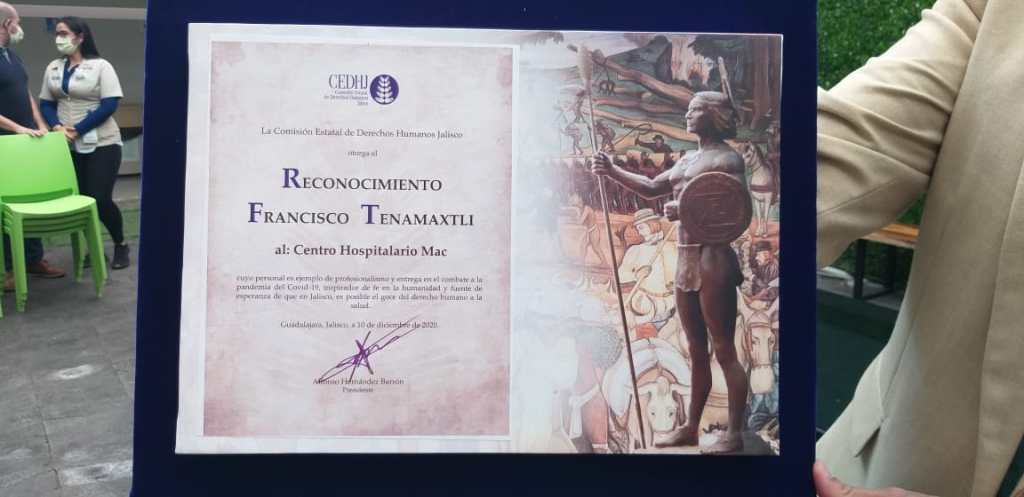 CEDHJ
Comisión Estatal
de Derechos Humanos
Jalisco
La Comisión Estatal de Derechos Humanos Jalisco
otorga el
RECONOCIMIENTO
FRANCISCO TENAMAXTLI
al: Centro Hospitalario Mac
cuyo personal es ejemplo de profesionalismo y entrega en el combate a la
pandemia del Covid-19, inspirador de fe en la humanidad y fuente de
esperanza de que en Jalisco, es posible el goce del derecho humano a la
salud.
Guadalajara, Jalisco, a 10 de diciembre de 2020.
Alfonso Hernández Barrón
Presidente